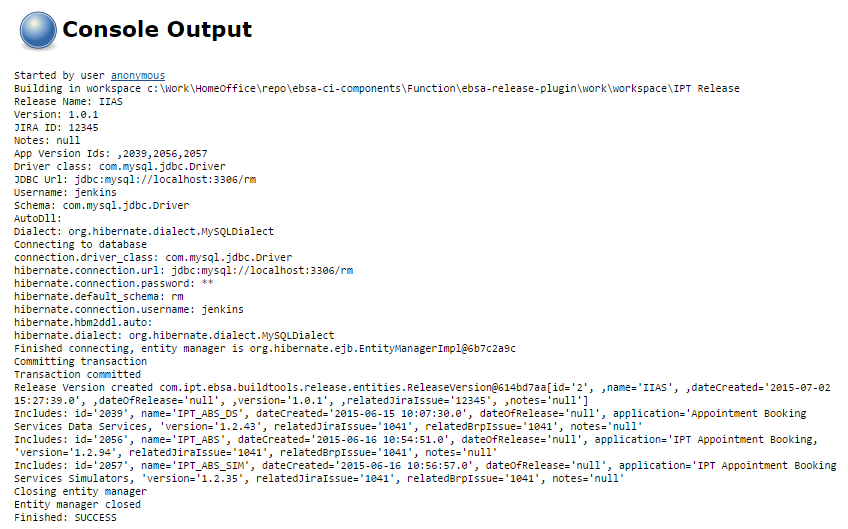 Console Output
Started by user anonymous
Building in workspace c:\Work\HomeOffice\repo\ebsa-ci-components\Function\ebsa-release-plugin\work\workspace\IPT Release
Release Name: IIAS
Version: 1.0.1
JIRA ID: 12345
Notes: null
App Version Ids: ,2039,2056,2057
Driver class: com.mysql.jdbc.Driver
JDBC Url: jdbc:mysql://localhost:3306/rm
Username: jenkins
Schema: com.mysql.jdbc.Driver
AutoDll:
Dialect: org.hibernate.dialect.MySQLDialect
Connecting to database
connection.driver_class: com.mysql.jdbc.Driver
hibernate.connection.url: jdbc:mysql://localhost:3306/rm
hibernate.connection.password: **
hibernate.default_schema: rm
hibernate.connection.username: jenkins
hibernate.hbm2ddl.auto:
hibernate.dialect: org.hibernate.dialect.MySQLDialect
Finished connecting, entity manager is org.hibernate.ejb.EntityManagerImpl@6b7c2a9c
Committing transaction
Transaction committed
Release Version created com.ipt.ebsa.buildtools.release.entities.ReleaseVersion@614bd7aa[id='2', ,name='IIAS', ,dateCreated='2015-07-02
15:27:39.0', ,dateOfRelease='null', ,version='1.0.1', ,relatedJiraIssue='12345', ,notes='null']
Includes: id='2039', name='IPT_ABS_DS', dateCreated='2015-06-15 10:07:30.0', dateOfRelease='null', application='Appointment Booking
Services Data Services, 'version='1.2.43', relatedJiraIssue='1041', relatedBrpIssue='1041', notes='null'
Includes: id='2056', name='IPT_ABS', dateCreated='2015-06-16 10:54:51.0', dateOfRelease='null', application='IPT Appointment Booking,
'version='1.2.94', relatedJiraIssue='1041', relatedBrpIssue='1041', notes='null'
Includes: id='2057', name='IPT_ABS_SIM', dateCreated='2015-06-16 10:56:57.0', dateOfRelease='null', application='IPT Appointment Booking
Services Simulators, 'version='1.2.35', relatedJiraIssue='1041', relatedBrpIssue='1041', notes='null'
Closing entity manager
Entity manager closed
Finished: SUCCESS